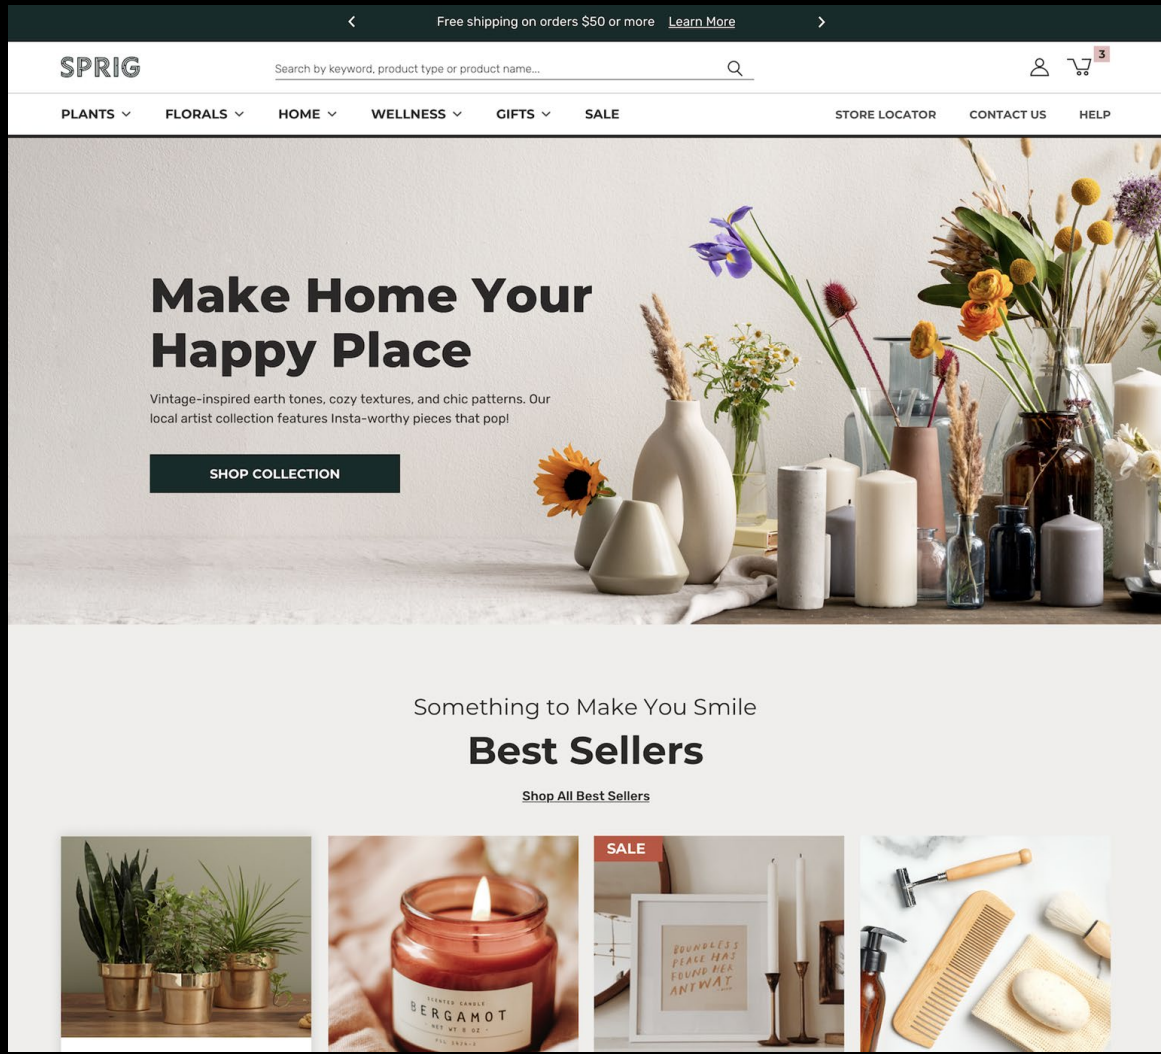 Free shipping on orders $50 or more Learn More
SPRIG
Search by keyword, product type or product name...
3
PLANTS FLORALS HOME WELLNESS GIFTS SALE STORE LOCATOR CONTACT US HELP
Make Home Your
Happy Place
Vintage-inspired earth tones, cozy textures, and chic patterns. Our
local artist collection features Insta-worthy pieces that pop!
SHOP COLLECTION
Something to Make You Smile
Best Sellers
Shop All Best Sellers
SALE
SCENTED CANDLE
BERGAMOT
NET WT 8 OZ
BOUNDLESS
PEACE HAS
FOUND HER